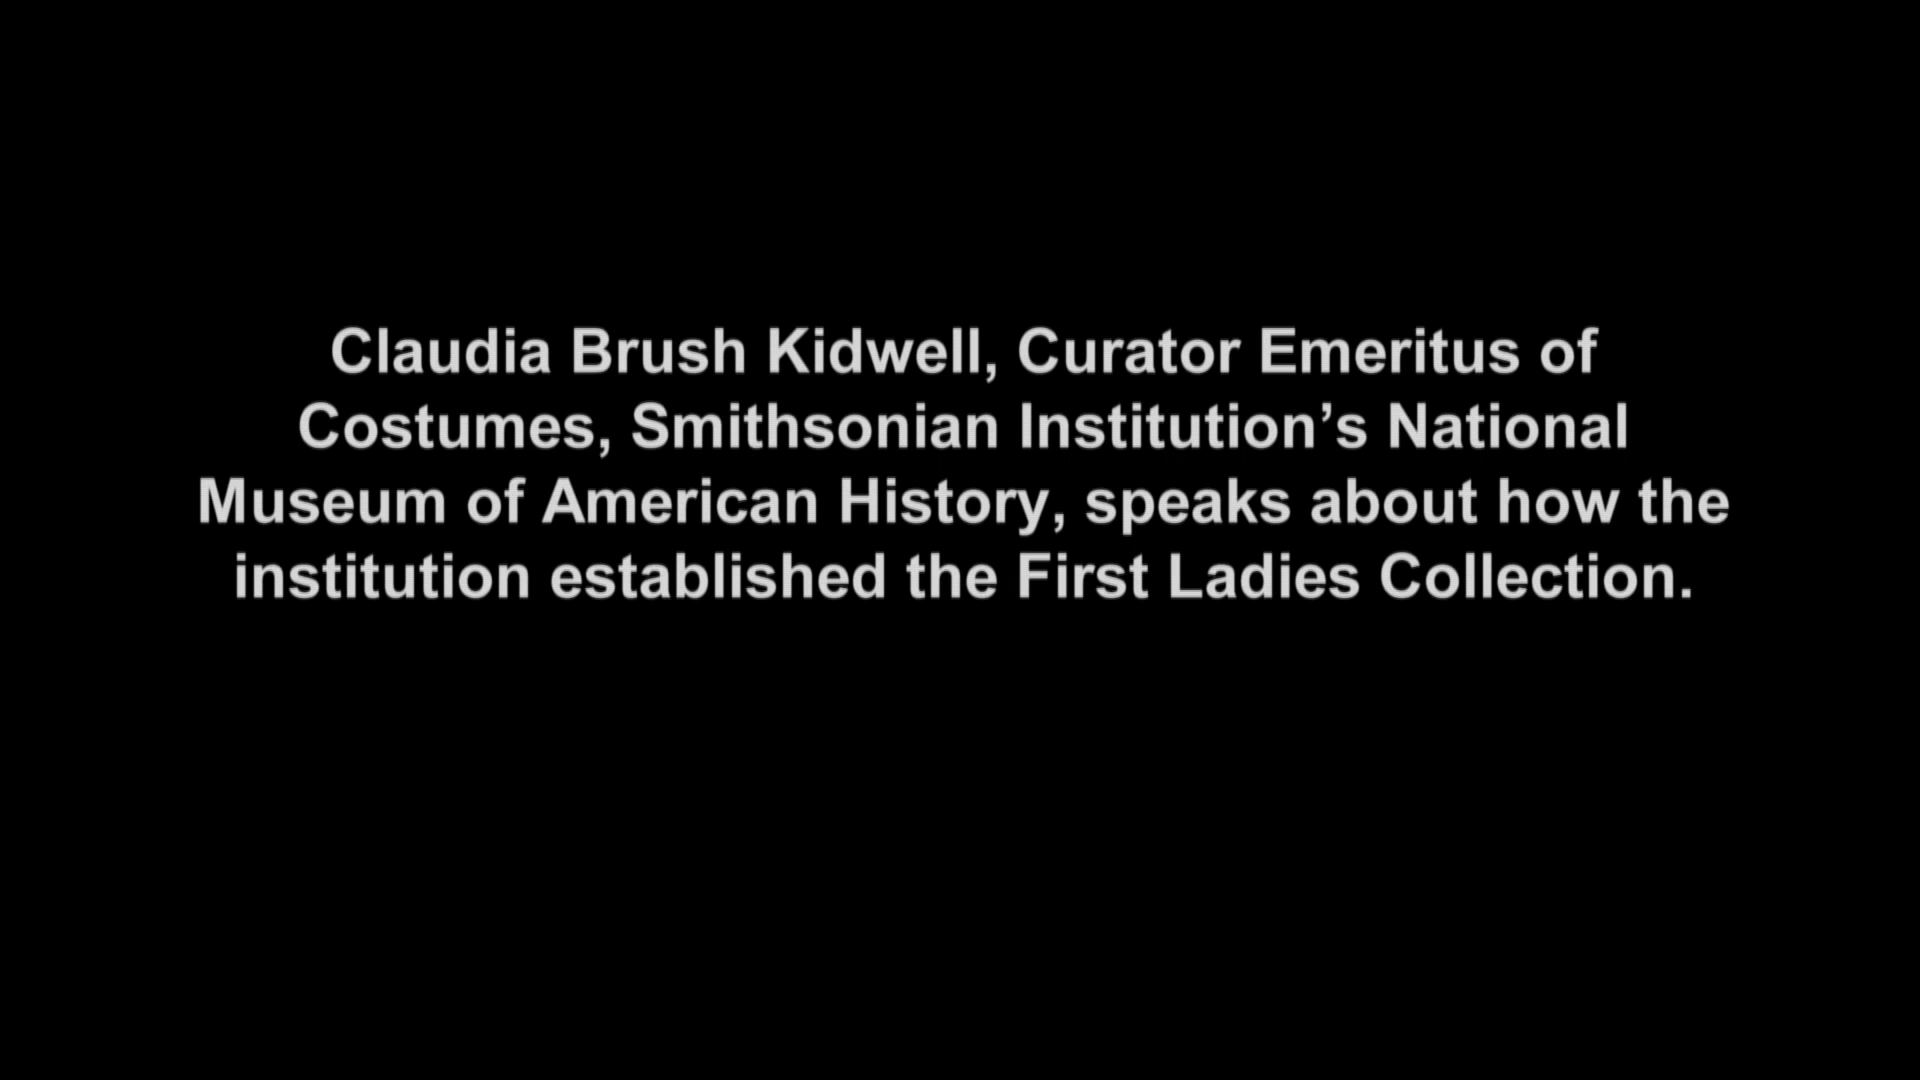 Claudia Brush Kidwell, Curator Emeritus of
Costumes, Smithsonian Institution’s National
Museum of American History, speaks about how the
institution established the First Ladies Collection.